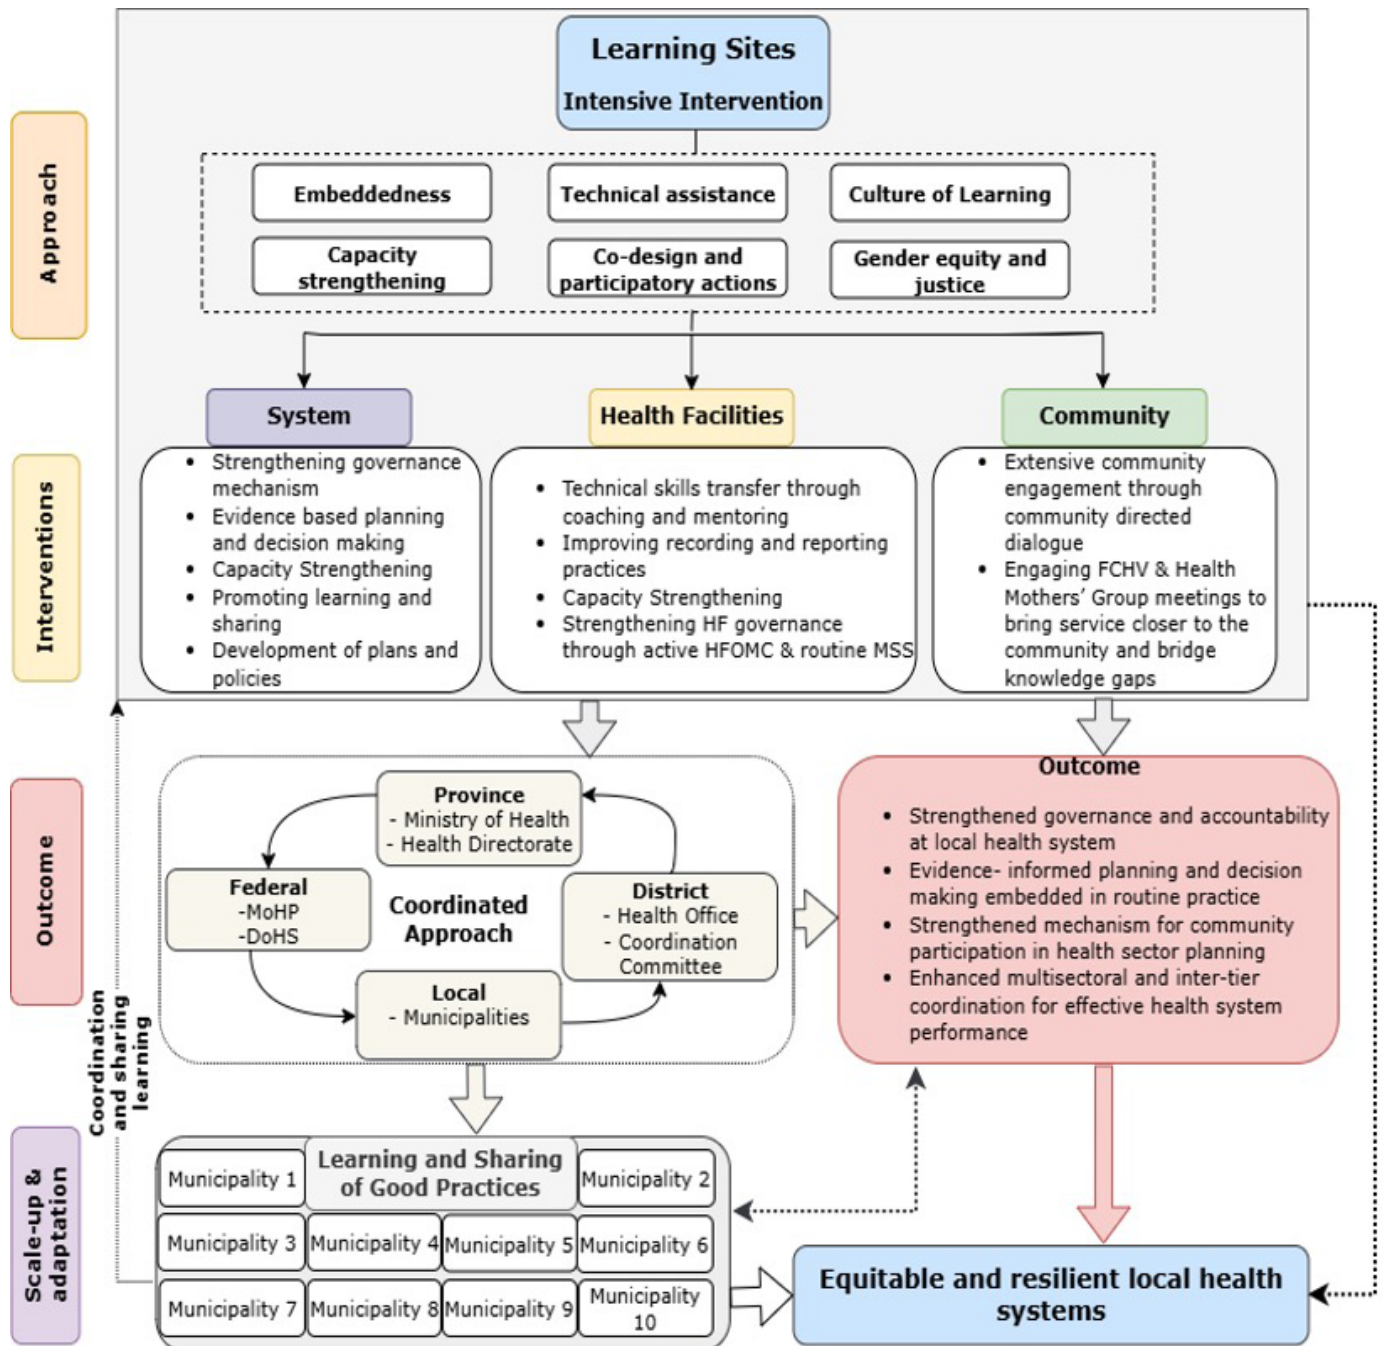 Learning Sites
Intensive Intervention
Approach
Embeddedness
Technical assistance
Culture of Learning
Capacity
strengthening
Co-design and
participatory actions
Gender equity and
justice
Interventions
System
• Strengthening governance
mechanism
• Evidence based planning
and decision making
• Capacity Strengthening
• Promoting learning and
sharing
• Development of plans and
policies
Health Facilities
• Technical skills transfer through
coaching and mentoring
• Improving recording and reporting
practices
• Capacity Strengthening
• Strengthening HF governance
through active HFOMC & routine MSS
Community
• Extensive community
engagement through
community directed
dialogue
• Engaging FCHV & Health
Mothers’ Group meetings to
bring service closer to the
community and bridge
knowledge gaps
Outcome
Province
- Ministry of Health
- Health Directorate
Federal
-MoHP
-DoHS
Coordinated
Approach
District
- Health Office
- Coordination
Committee
Local
- Municipalities
Outcome
• Strengthened governance and accountability
at local health system
• Evidence- informed planning and decision
making embedded in routine practice
• Strengthened mechanism for community
participation in health sector planning
• Enhanced multisectoral and inter-tier
coordination for effective health system
performance
Coordination
and sharing
learning
Scale-up &
adaptation
Learning and Sharing
of Good Practices
Municipality 1
Municipality 2
Municipality 3
Municipality 4
Municipality 5
Municipality 6
Municipality 7
Municipality 8
Municipality 9
Municipality
10
Equitable and resilient local health
systems